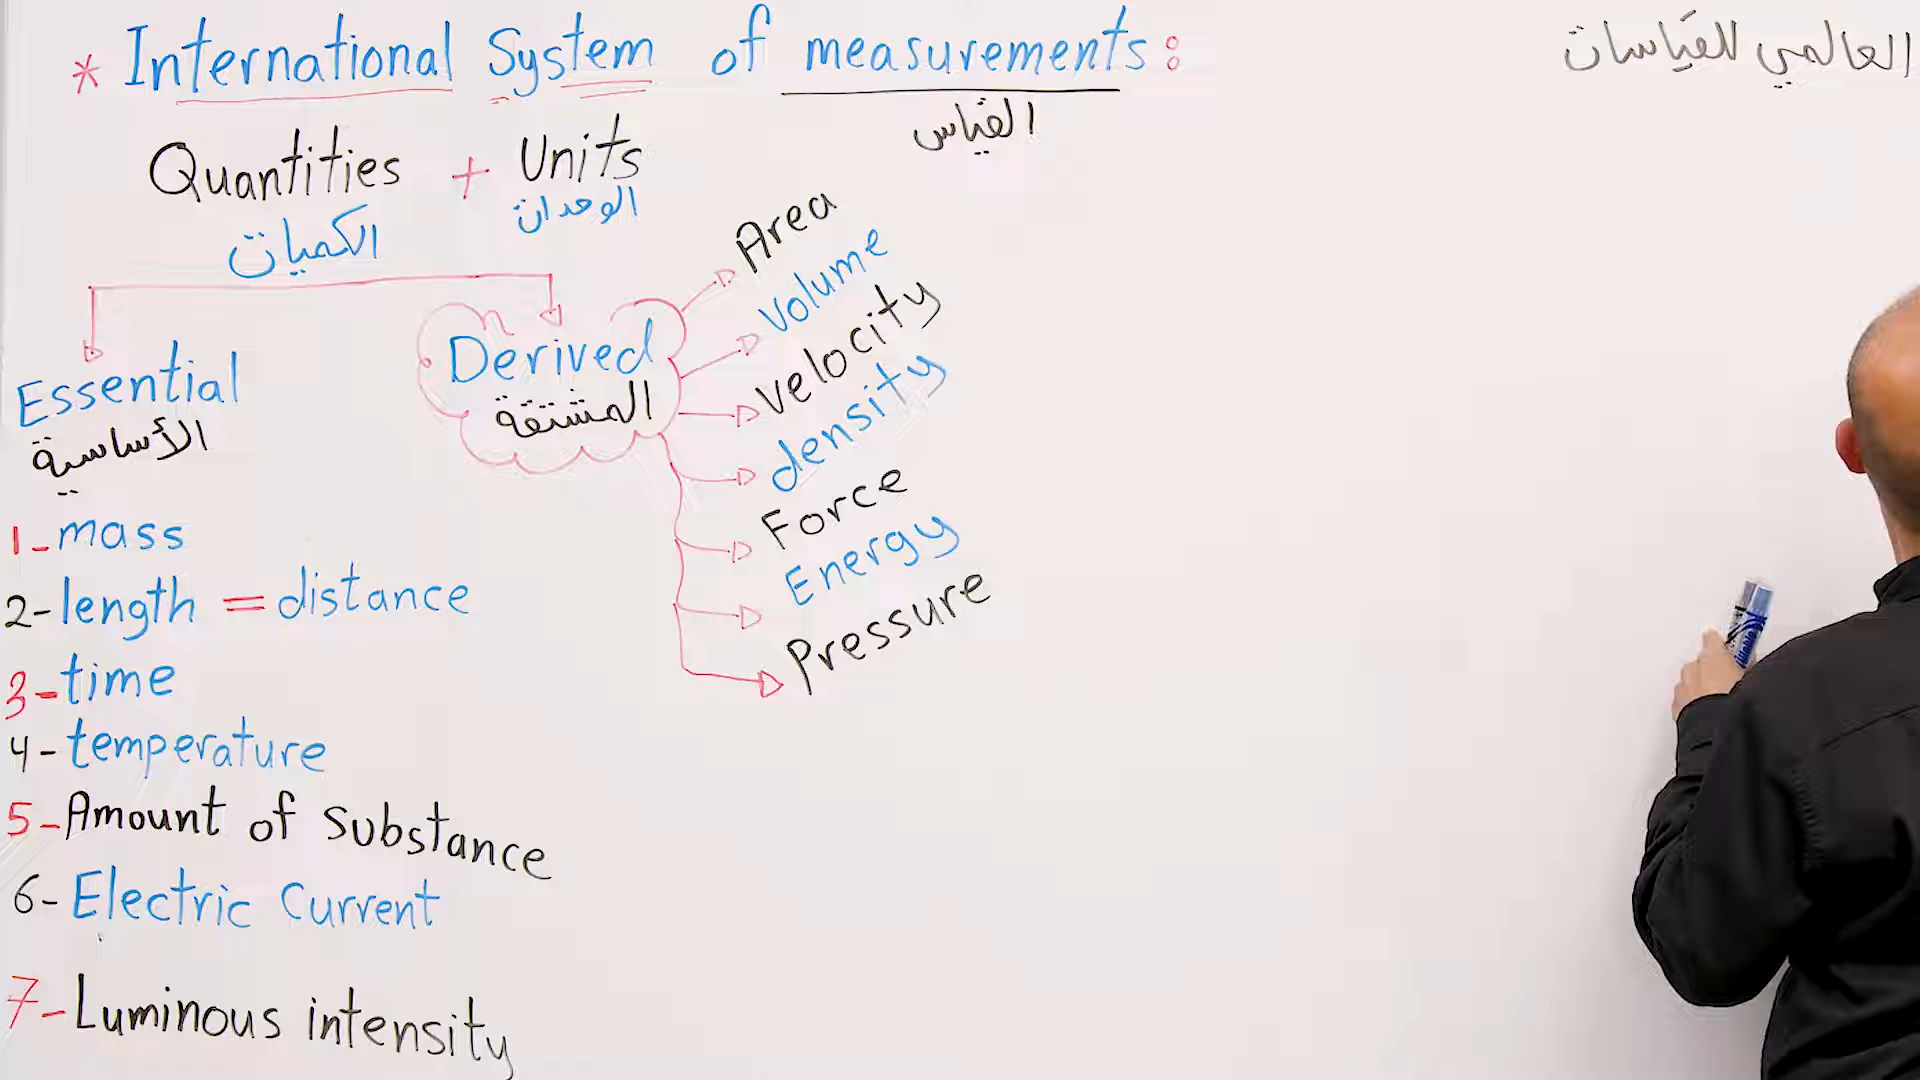 * International System of measurements:
العالمي للقياسات
القياس
Quantities + Units
الكميات
الوحدات
Essential
الأساسية
1-mass
2-length = distance
3-time
4-temperature
5-Amount of substance
6-Electric Current
7-Luminous intensity
Derived
المشتقة
Area
Volume
Velocity
density
Force
Energy
Pressure